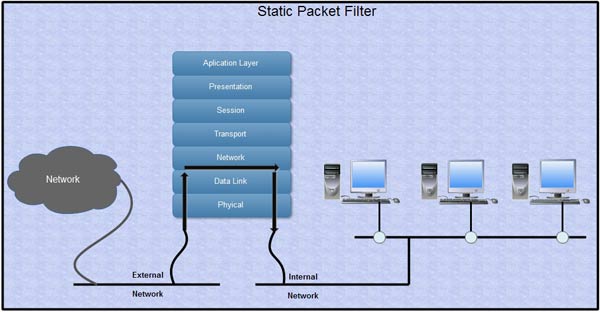 Static Packet Filter
Aplication Layer
Presentation
Session
Transport
Network
Data Link
Phyical
Network
External
Network
Internal
Network